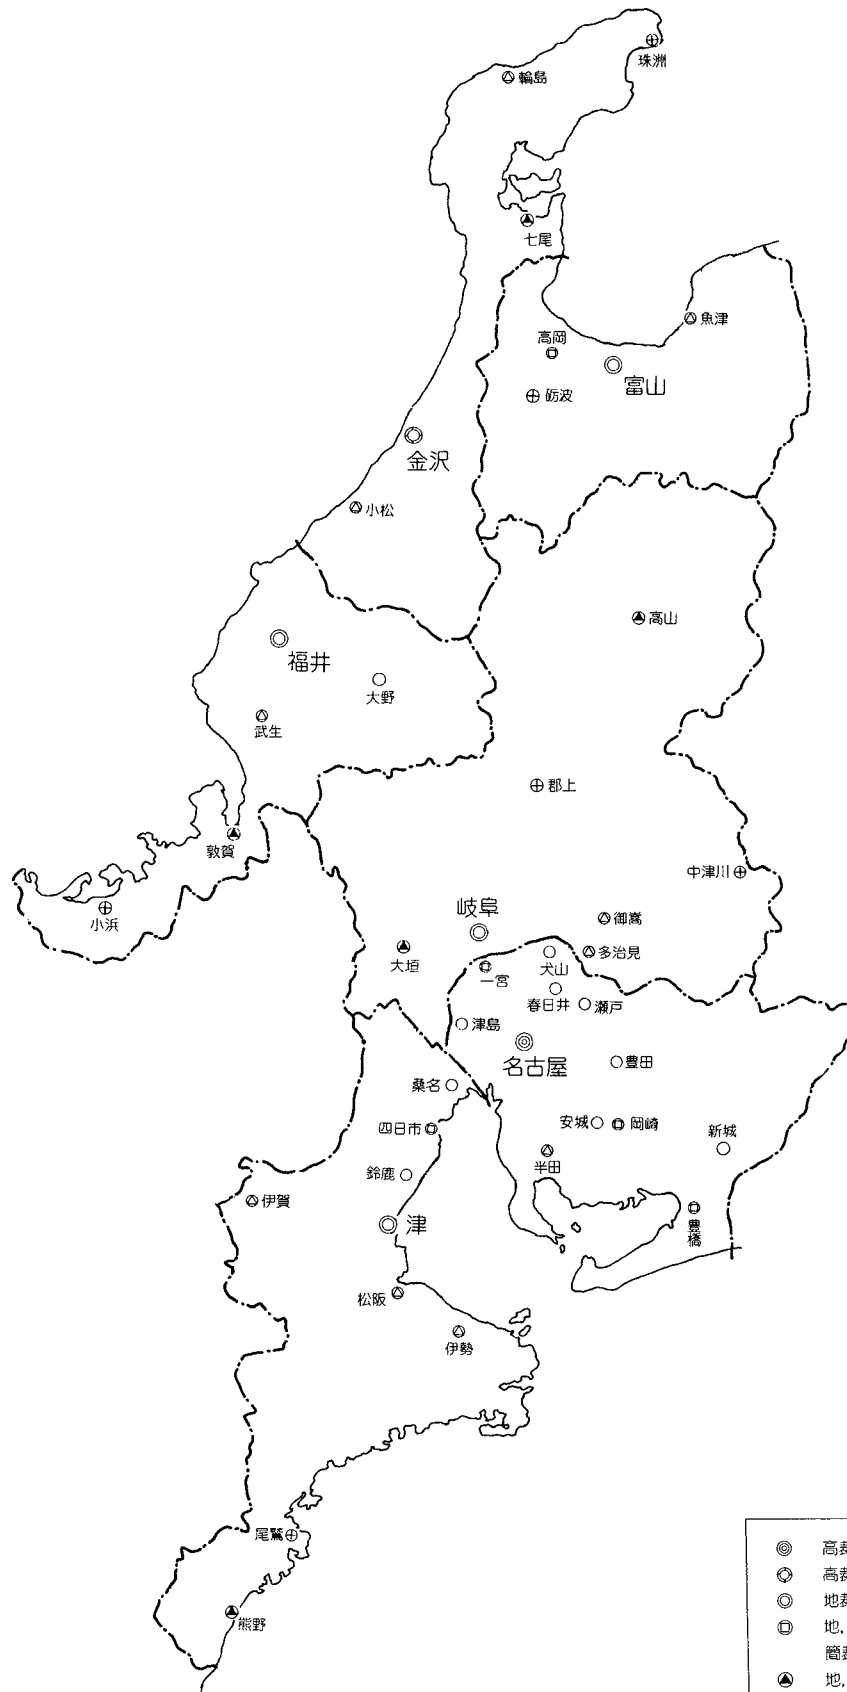 珠洲
輪島
七尾
魚津
高岡
富山
砺波
金沢
小松
高山
福井
大野
武生
郡上
敦賀
中津川
小浜
岐阜
御嵩
大垣
犬山
多治見
一宮
春日井
瀬戸
津島
名古屋
豊田
桑名
四日市
安城
岡崎
新城
半田
鈴鹿
伊賀
津
豊橋
松阪
伊勢
尾鷲
熊野
高
高
地
地,
簡
地,